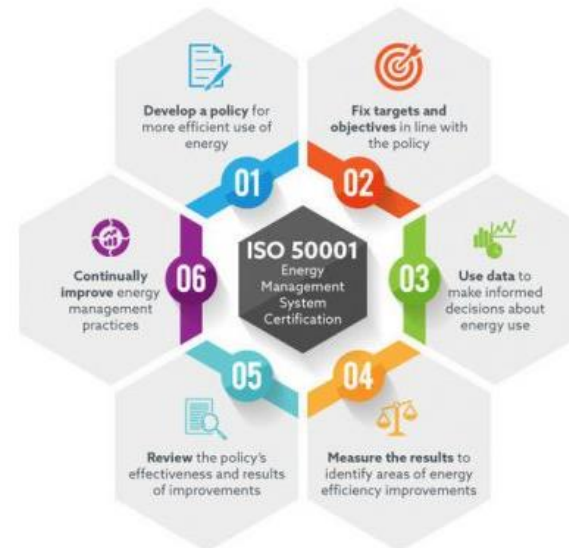 Develop a policy for
more efficient use of
energy
01
Fix targets and
objectives in line with
the policy
02
ISO 50001
Energy
Management
System
Certification
03
Use data to
make informed
decisions about
energy use
04
Measure the results to
identify areas of energy
efficiency improvements
05
Review the policy's
effectiveness and results
of improvements
06
Continually
improve energy
management
practices